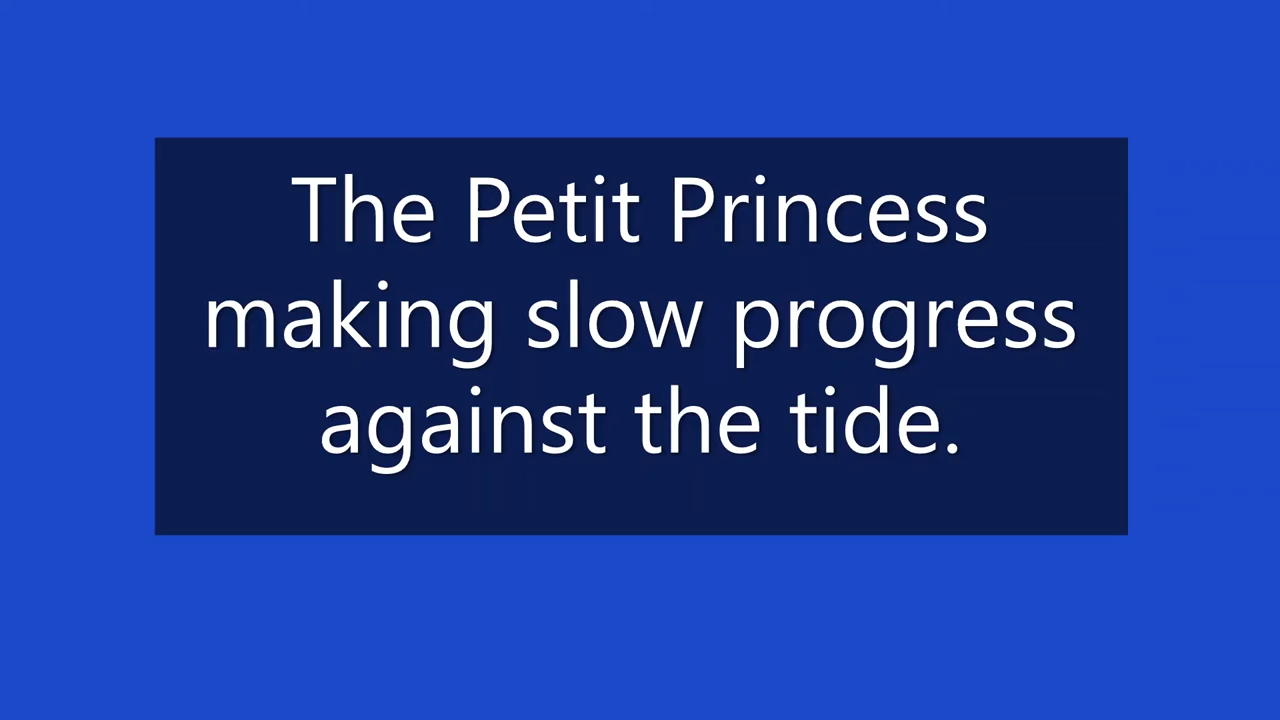 The Petit Princess
making slow progress
against the tide.